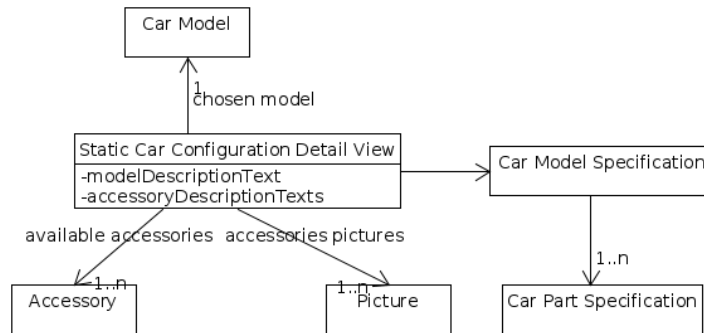 Car Model
1
chosen model
Static Car Configuration Detail View
-modelDescriptionText
-accessoryDescriptionTexts
Car Model Specification
available accessories
accessories pictures
1..n
1..n
1..n
Accessory
Picture
Car Part Specification